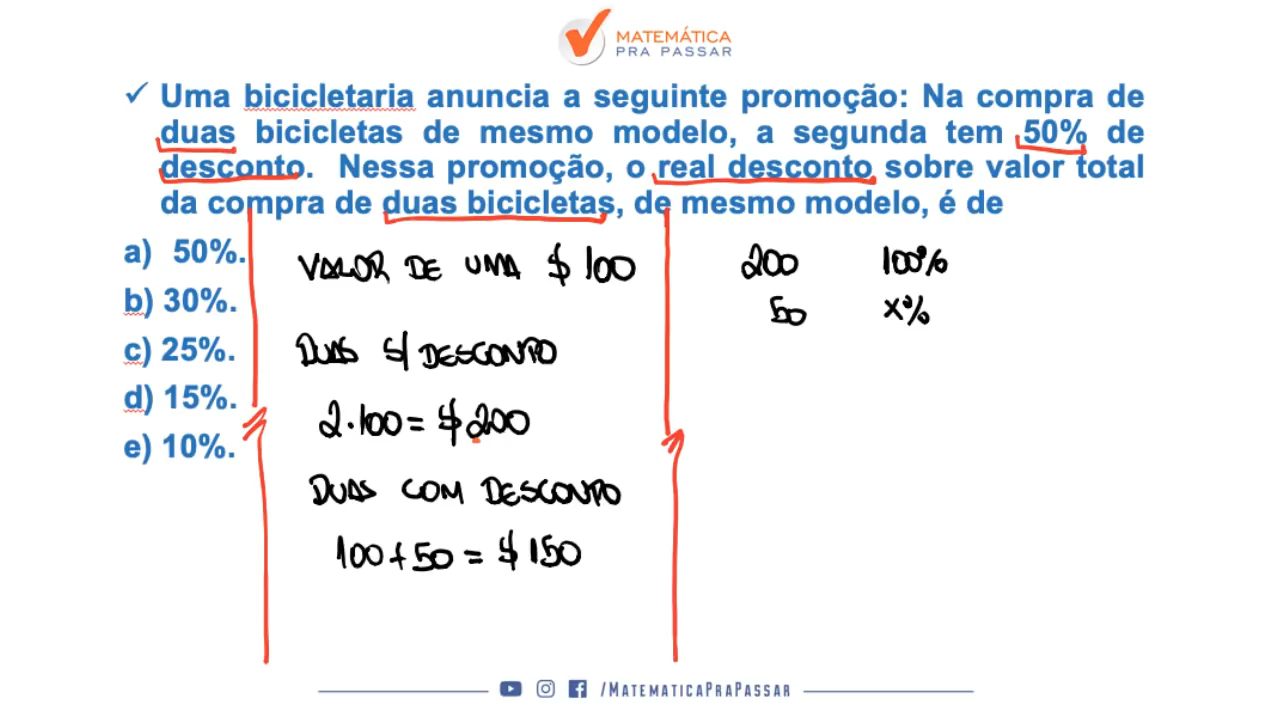 MATEMÁTICA
PRA PASSAR
✓ Uma bicicletaria anuncia a seguinte promoção: Na compra de
duas bicicletas de mesmo modelo, a segunda tem 50% de
desconto. Nessa promoção, o real desconto sobre valor total
da compra de duas bicicletas, de mesmo modelo, é de
a) 50%.
b) 30%.
c) 25%.
d) 15%.
e) 10%.
VALOR DE UMA $ 100
DUAS S/ DESCONTO
2·100 = $200
DUAS COM DESCONTO
100+50 = $150
200 100%
50 X%
/MATEMATICAPRAPASSAR